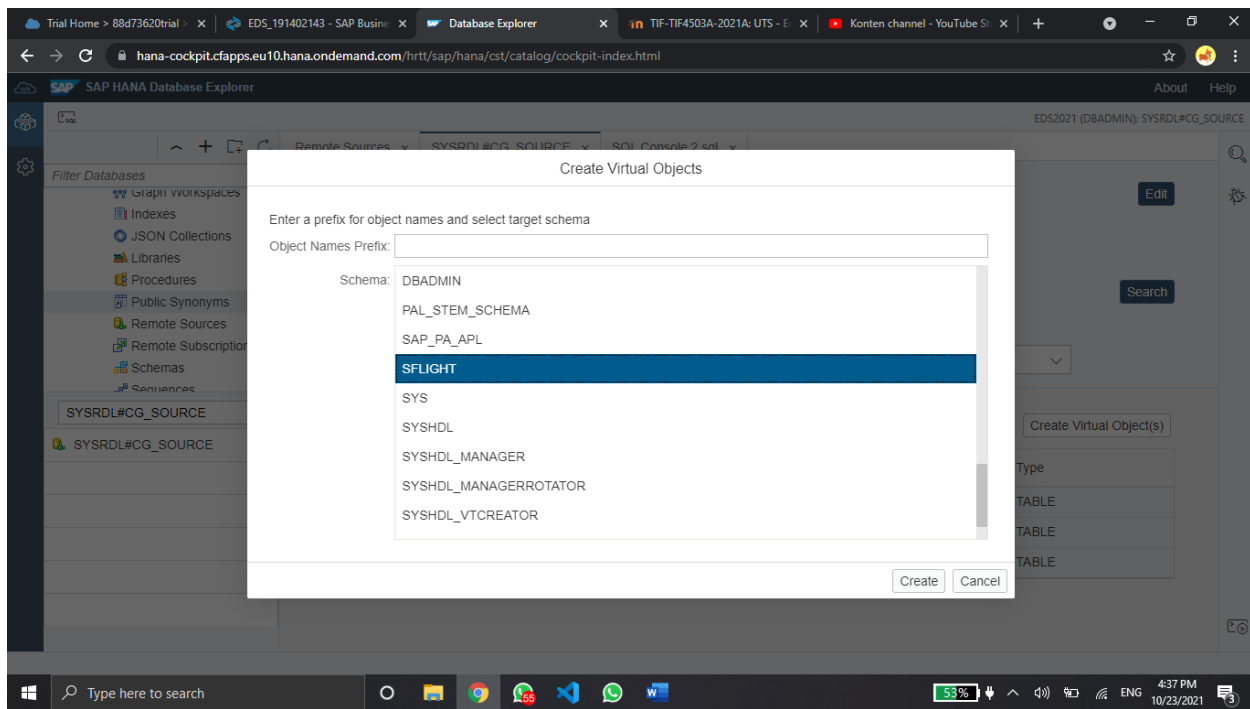 Trial Home > 88d73620trial > EDS_191402143 - SAP Busine Database Explorer TIF-TIF4503A-2021A: UTS - E Konten channel - YouTube St
hana-cockpit.cfapps.eu10.hana.ondemand.com/hrtt/sap/hana/cst/catalog/cockpit-index.html
SAP SAP HANA Database Explorer About Help
EDS2021 (DBADMIN): SYSRDL#CG_SOURCE
Remote Sources SYSRDL#CG_SOURCE SQL Console 2.sql
Filter Databases
Graph Workspaces
Indexes
JSON Collections
Libraries
Procedures
Public Synonyms
Remote Sources
Remote Subscription
Schemas
Sequences
SYSRDL#CG_SOURCE
SYSRDL#CG_SOURCE
Create Virtual Objects
Enter a prefix for object names and select target schema
Object Names Prefix:
Schema:
DBADMIN
PAL_STEM_SCHEMA
SAP_PA_APL
SFLIGHT
SYS
SYSHDL
SYSHDL_MANAGER
SYSHDL_MANAGERROTATOR
SYSHDL_VTCREATOR
Create Cancel
Edit
Search
Create Virtual Object(s)
Type
TABLE
TABLE
TABLE
Type here to search
55
53%
ENG
4:37 PM
10/23/2021
3